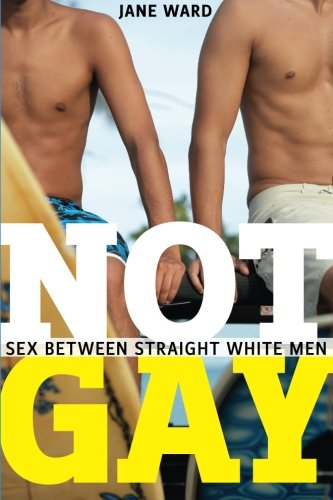 JANE WARD
NOT
SEX BETWEEN STRAIGHT WHITE MEN
GAY